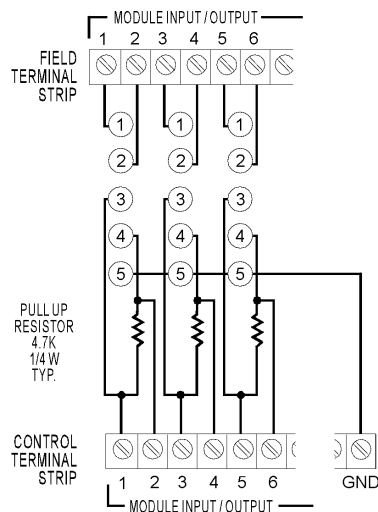 MODULE INPUT / OUTPUT
1 2 3 4 5 6
FIELD
TERMINAL
STRIP
1 1 1
2 2 2
3 3 3
4 4 4
5 5 5
PULL UP
RESISTOR
4.7K
1/4 W
TYP.
CONTROL
TERMINAL
STRIP
1 2 3 4 5 6 GND
MODULE INPUT / OUTPUT